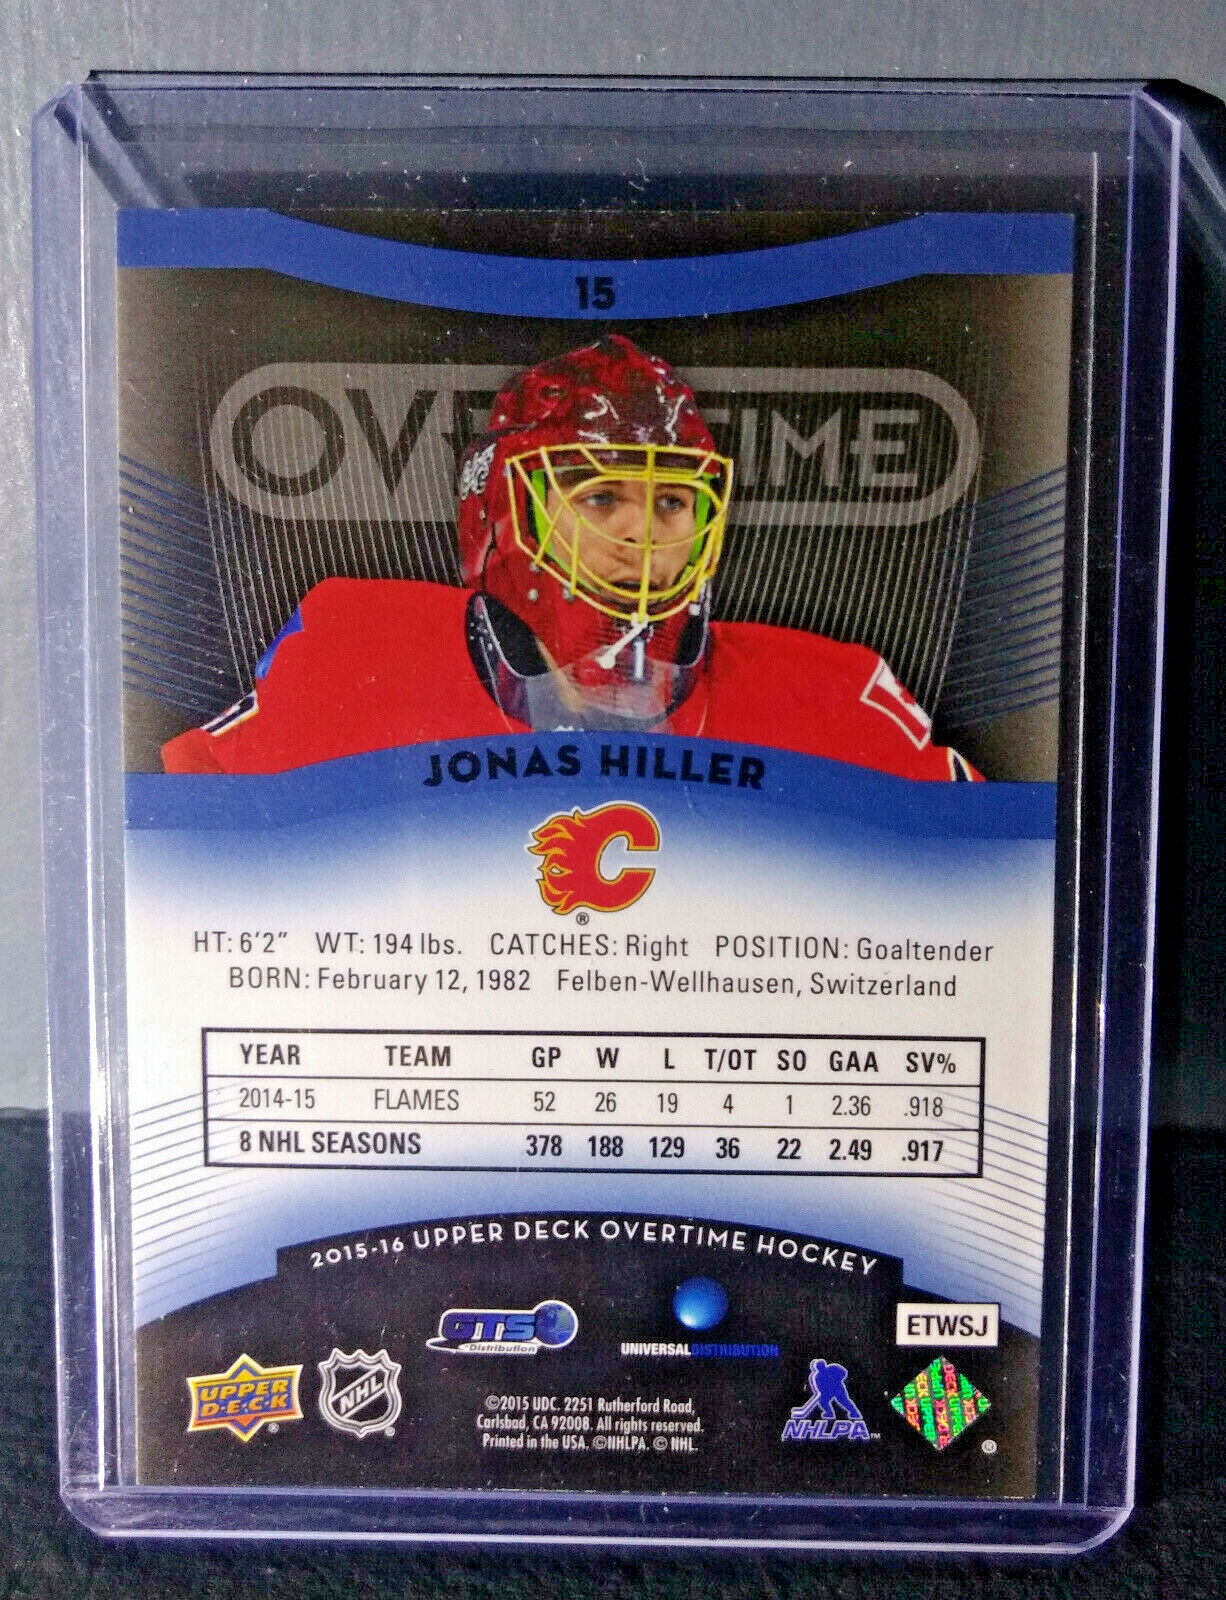 15
OVERTIME
JONAS HILLER
C
®
HT: 6'2" WT: 194 lbs. CATCHES: Right POSITION: Goaltender
BORN: February 12, 1982 Felben-Wellhausen, Switzerland
YEAR TEAM GP W L T/OT SO GAA SV%
2014-15 FLAMES 52 26 19 4 1 2.36 .918
8 NHL SEASONS 378 188 129 36 22 2.49 .917
2015-16 UPPER DECK OVERTIME HOCKEY
GTS
Distribution
UNIVERSAL DISTRIBUTION
ETWSJ
UPPER
D·E·C·K
®
NHL
®
©2015 UDC. 2251 Rutherford Road,
Carlsbad, CA 92008. All rights reserved.
Printed in the USA. ©NHLPA. © NHL.
NHLPA™
®